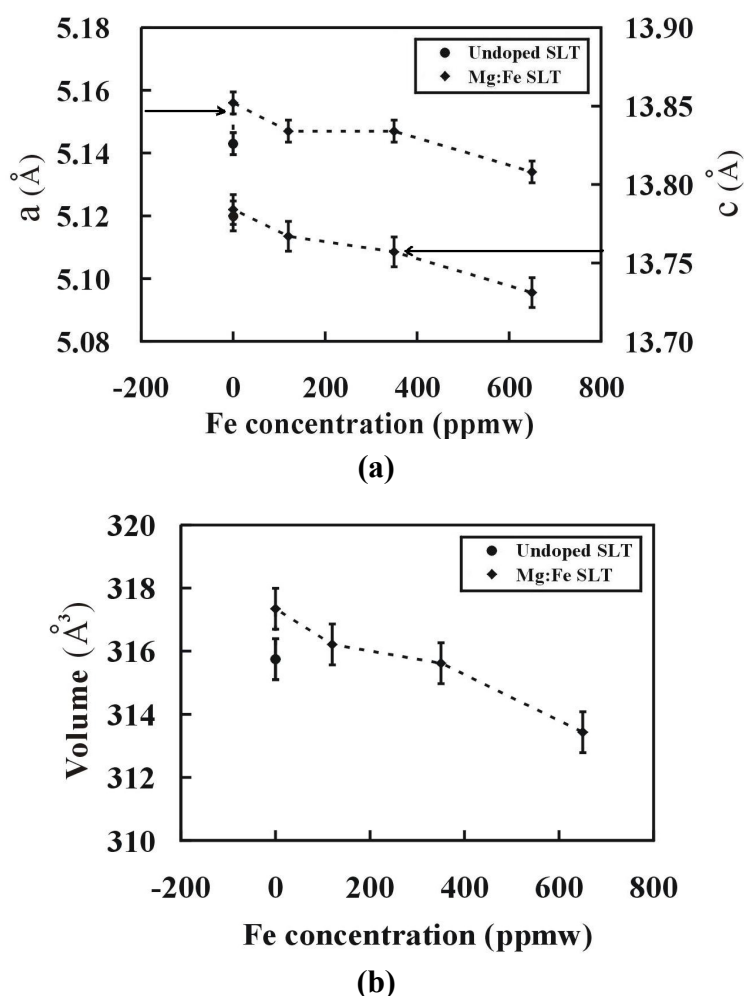 5.18
5.16
5.14
5.12
5.10
5.08
a (Å)
13.90
13.85
13.80
13.75
13.70
c (Å)
Undoped SLT
Mg:Fe SLT
-200 0 200 400 600 800
Fe concentration (ppmw)
(a)
320
318
316
314
312
310
Volume (Å³)
Undoped SLT
Mg:Fe SLT
-200 0 200 400 600 800
Fe concentration (ppmw)
(b)